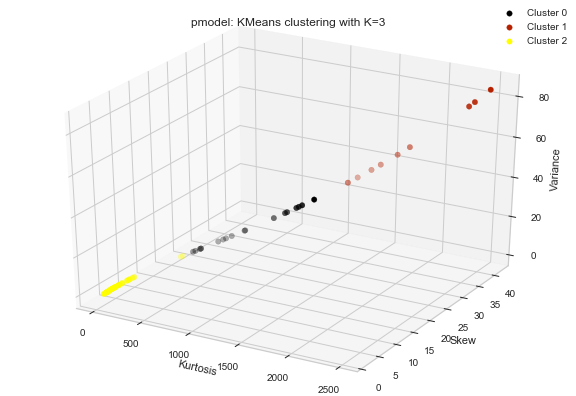 pmodel: KMeans clustering with K=3
Cluster 0
Cluster 1
Cluster 2
80
60
40
20
0
Variance
40
35
30
25
20
15
10
5
0
Skew
0
500
1000
1500
2000
2500
Kurtosis